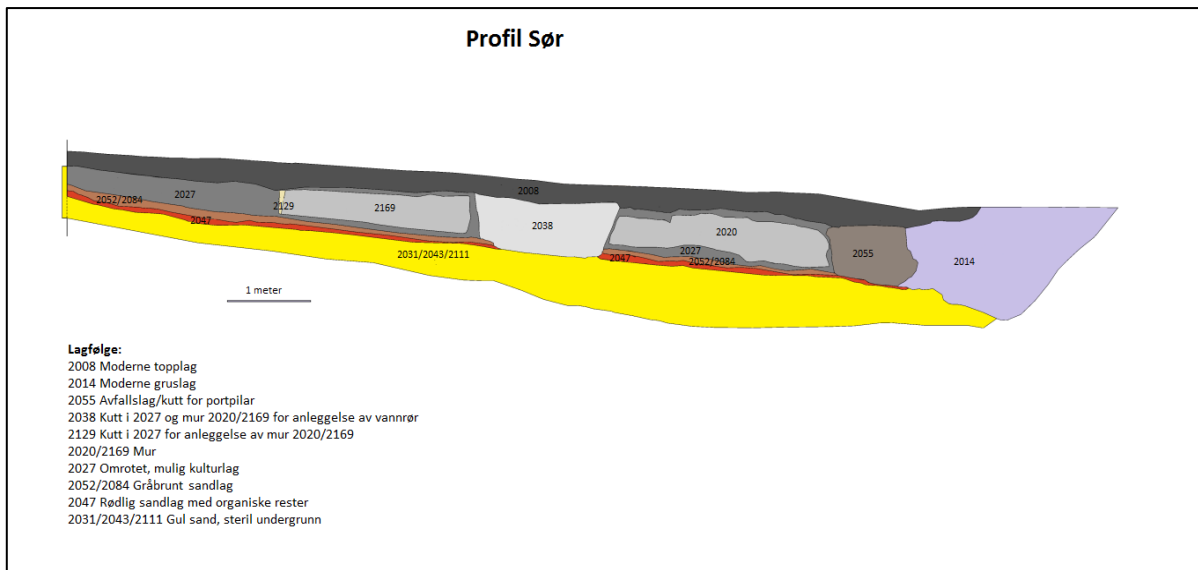 Profil Sør
2008
2027
2052/2084
2129
2169
2047
2038
2020
2027
2031/2043/2111
2047
2052/2084
2055
2014
1 meter
Lagfølge:
2008 Moderne topplag
2014 Moderne gruslag
2055 Avfallslag/kutt for portpilar
2038 Kutt i 2027 og mur 2020/2169 for anleggelse av vannrør
2129 Kutt i 2027 for anleggelse av mur 2020/2169
2020/2169 Mur
2027 Omrotet, mulig kulturlag
2052/2084 Gråbrunt sandlag
2047 Rødlig sandlag med organiske rester
2031/2043/2111 Gul sand, steril undergrunn